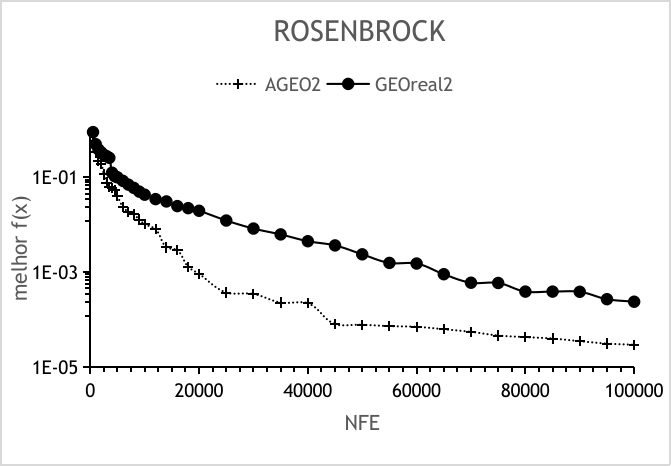 ROSENBROCK
AGEO2 GEOreal2
melhor f(x)
1E-01
1E-03
1E-05
0 20000 40000 60000 80000 100000
NFE